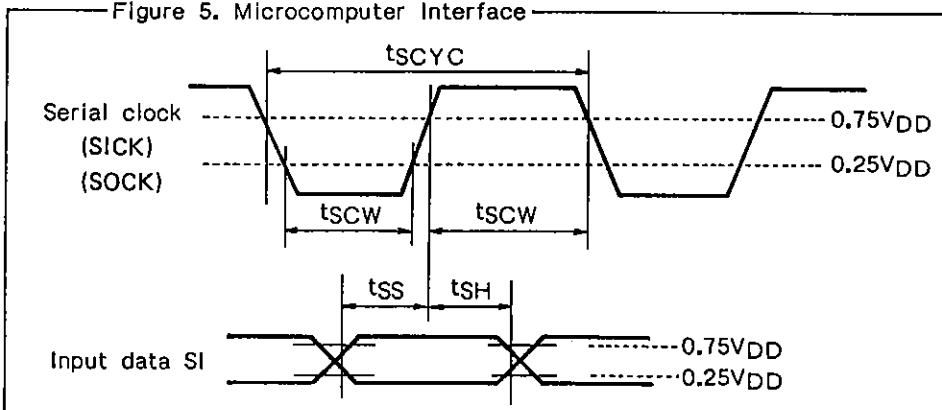 Figure 5. Microcomputer Interface
tSCYC
Serial clock
(SICK)
(SOCK)
0.75VDD
0.25VDD
tSCW
tSCW
tSS
tSH
Input data SI
0.75VDD
0.25VDD